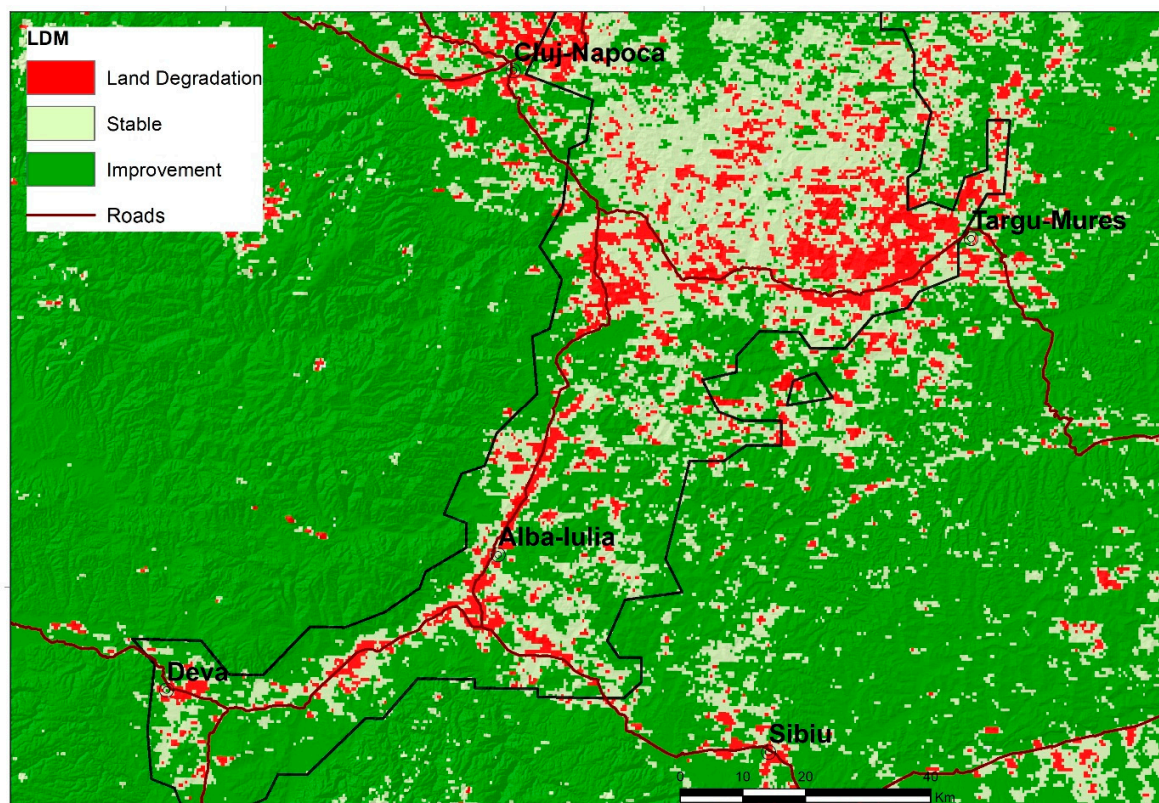 LDM
Land Degradation
Stable
Improvement
Roads
Cluj-Napoca
Targu-Mures
Alba-Iulia
Deva
Sibiu
0 10 20 40
Km